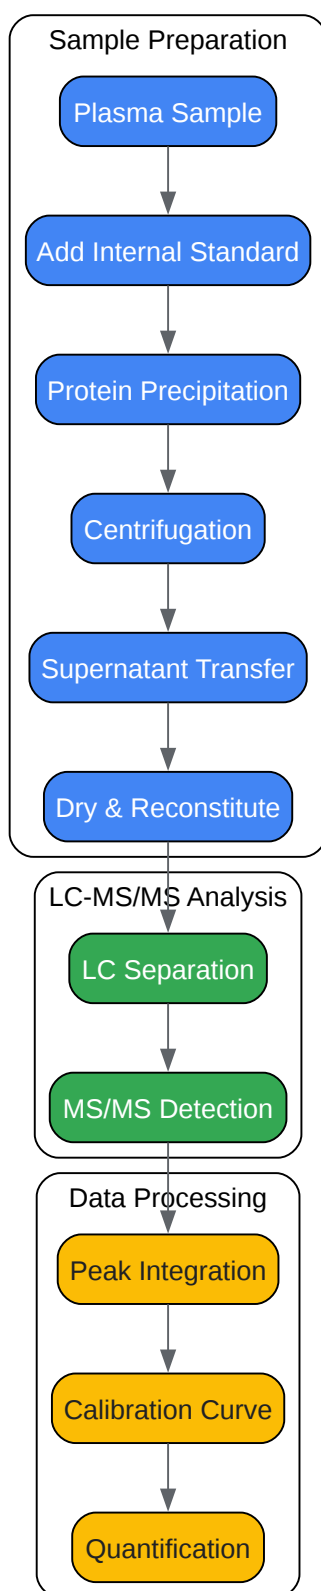 Sample Preparation
Plasma Sample
Add Internal Standard
Protein Precipitation
Centrifugation
Supernatant Transfer
Dry & Reconstitute
LC-MS/MS Analysis
LC Separation
MS/MS Detection
Data Processing
Peak Integration
Calibration Curve
Quantification